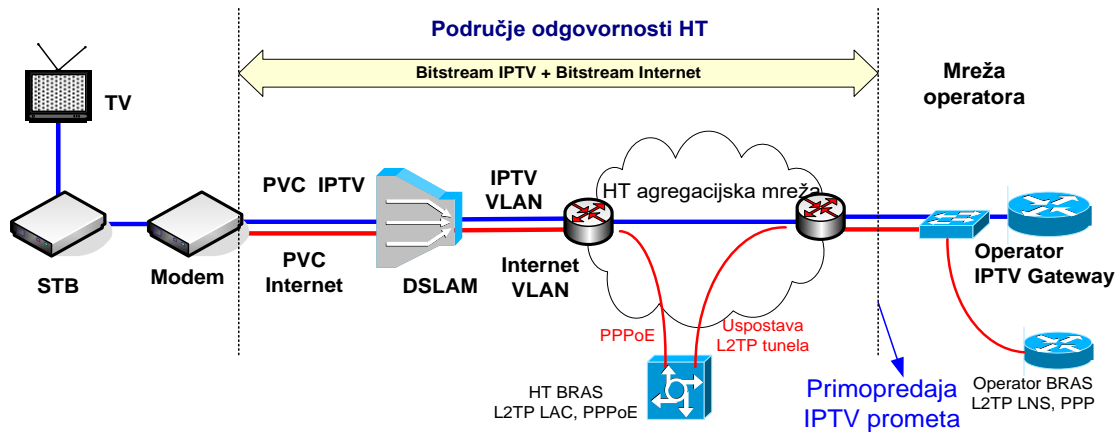 Područje odgovornosti HT
Bitstream IPTV + Bitstream Internet
Mreža
operatora
TV
PVC IPTV
IPTV
VLAN
HT agregacijska mreža
STB
Modem
PVC
Internet
DSLAM
Internet
VLAN
Operator
IPTV Gateway
PPPoE
Uspostava
L2TP tunela
HT BRAS
L2TP LAC, PPPoE
Primopredaja
IPTV prometa
Operator BRAS
L2TP LNS, PPP